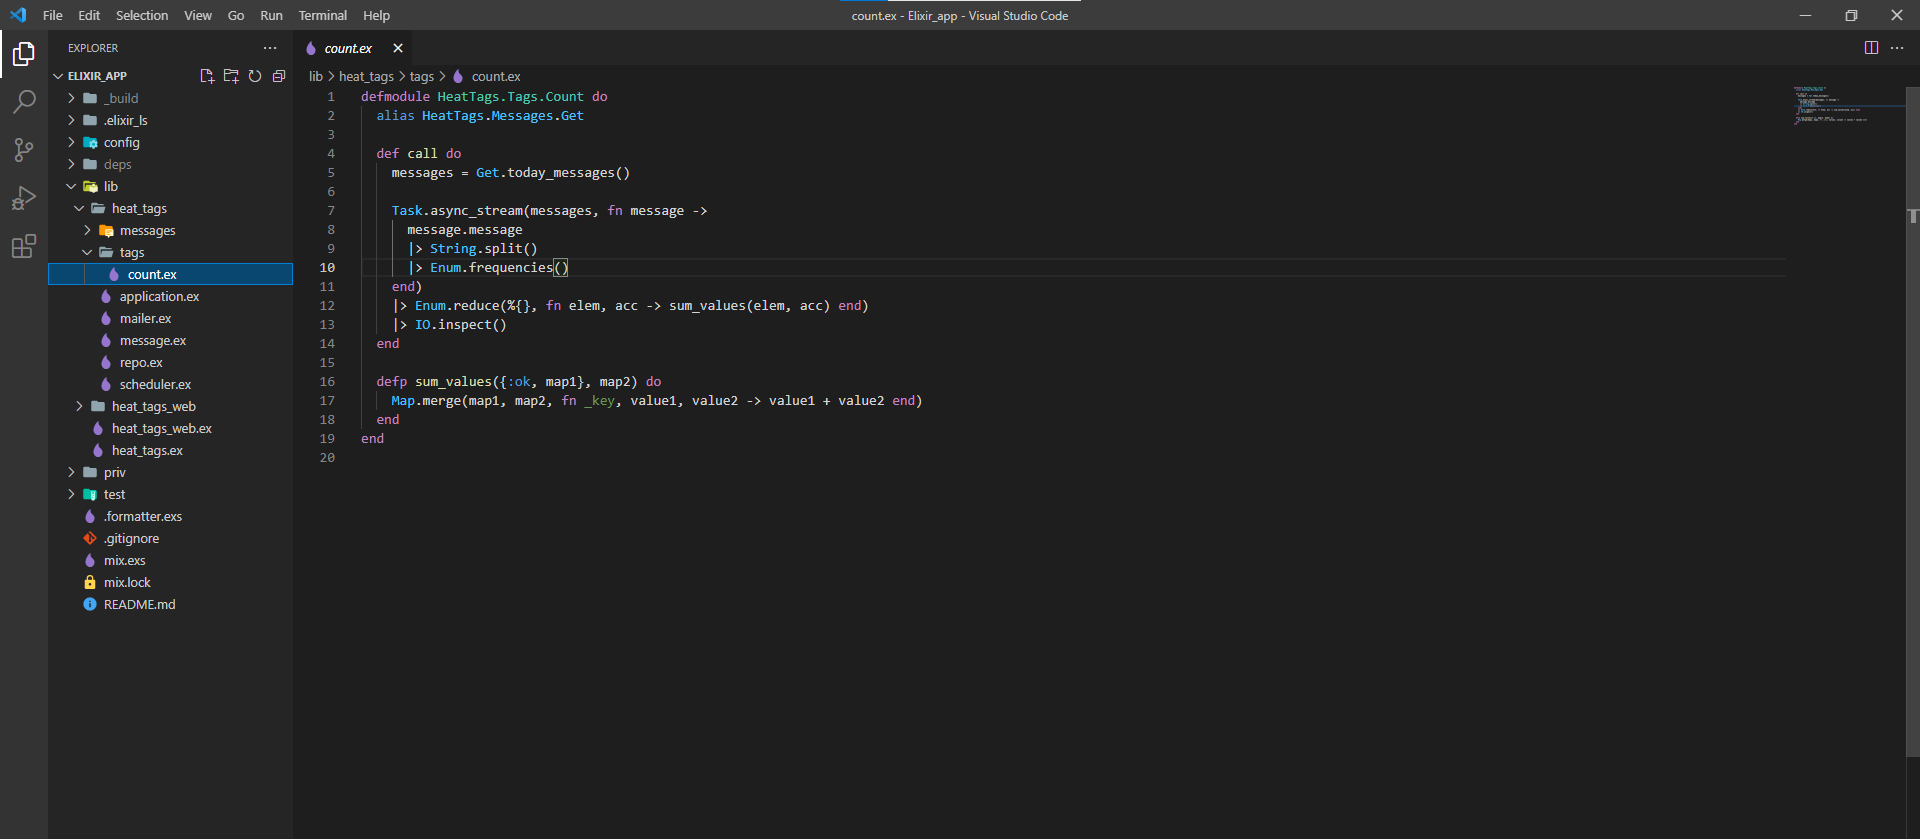 File Edit Selection View Go Run Terminal Help
count.ex - Elixir_app - Visual Studio Code
EXPLORER
ELIXIR_APP
_build
.elixir_ls
config
deps
lib
heat_tags
messages
tags
count.ex
application.ex
mailer.ex
message.ex
repo.ex
scheduler.ex
heat_tags_web
heat_tags_web.ex
heat_tags.ex
priv
test
.formatter.exs
.gitignore
mix.exs
mix.lock
README.md
count.ex
lib > heat_tags > tags > count.ex
1 defmodule HeatTags.Tags.Count do
2   alias HeatTags.Messages.Get
3
4   def call do
5     messages = Get.today_messages()
6
7     Task.async_stream(messages, fn message ->
8       message.message
9       |> String.split()
10       |> Enum.frequencies()
11     end)
12     |> Enum.reduce(%{}, fn elem, acc -> sum_values(elem, acc) end)
13     |> IO.inspect()
14   end
15
16   defp sum_values({:ok, map1}, map2) do
17     Map.merge(map1, map2, fn _key, value1, value2 -> value1 + value2 end)
18   end
19 end
20